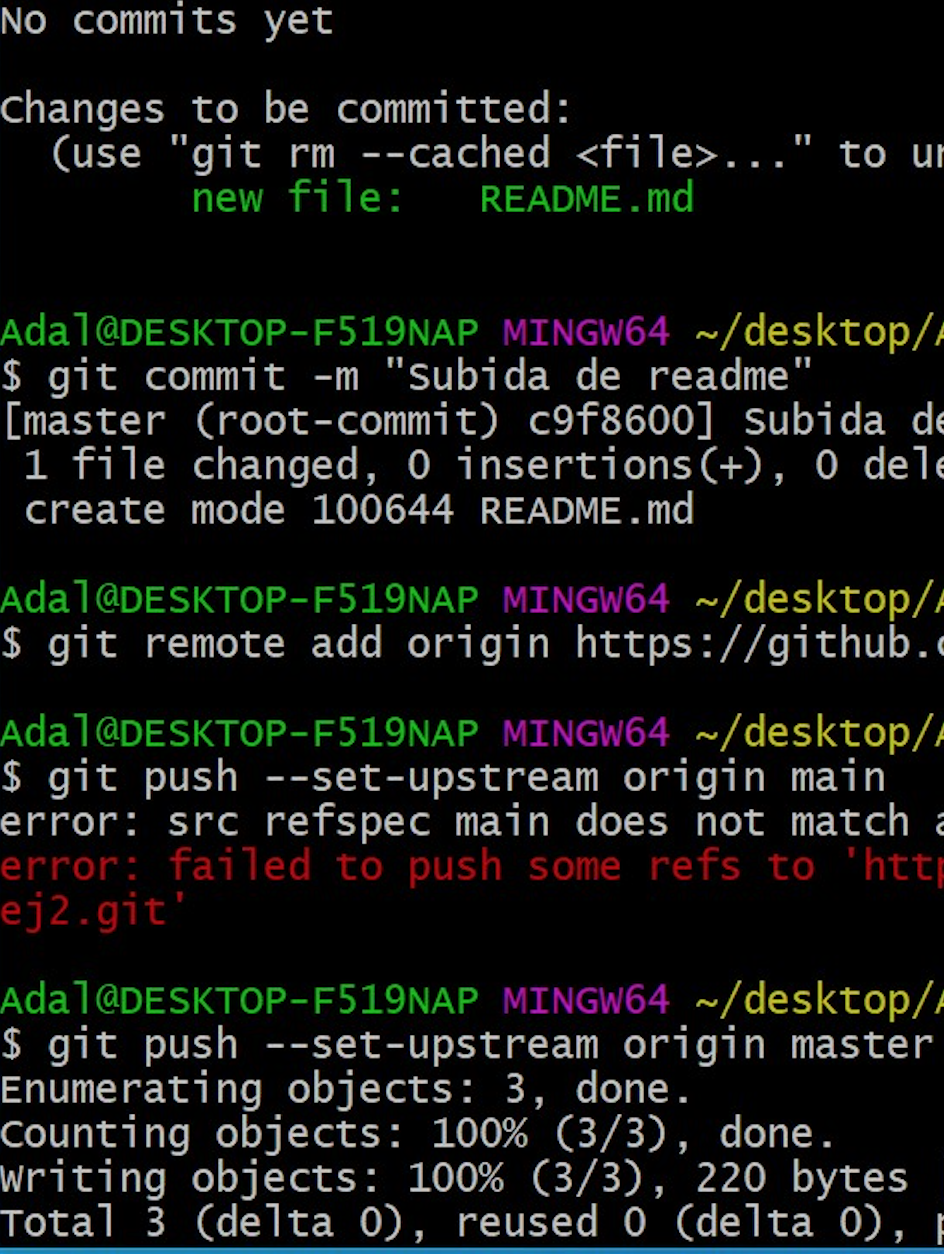 No commits yet
Changes to be committed:
(use "git rm --cached <file>..." to
new file: README.md
Adal@DESKTOP-F519NAP MINGW64 ~/desktop/
$ git commit -m "Subida de readme"
[master (root-commit) c9f8600] Subida de
1 file changed, 0 insertions(+), 0
create mode 100644 README.md
Adal@DESKTOP-F519NAP MINGW64 ~/desktop/
$ git remote add origin https://github.
Adal@DESKTOP-F519NAP MINGW64 ~/desktop/
$ git push --set-upstream origin main
error: src refspec main does not match
error: failed to push some refs to 'http
ej2.git'
Adal@DESKTOP-F519NAP MINGW64 ~/desktop/
$ git push --set-upstream origin master
Enumerating objects: 3, done.
Counting objects: 100% (3/3), done.
Writing objects: 100% (3/3), 220 bytes
Total 3 (delta 0), reused 0 (delta 0),